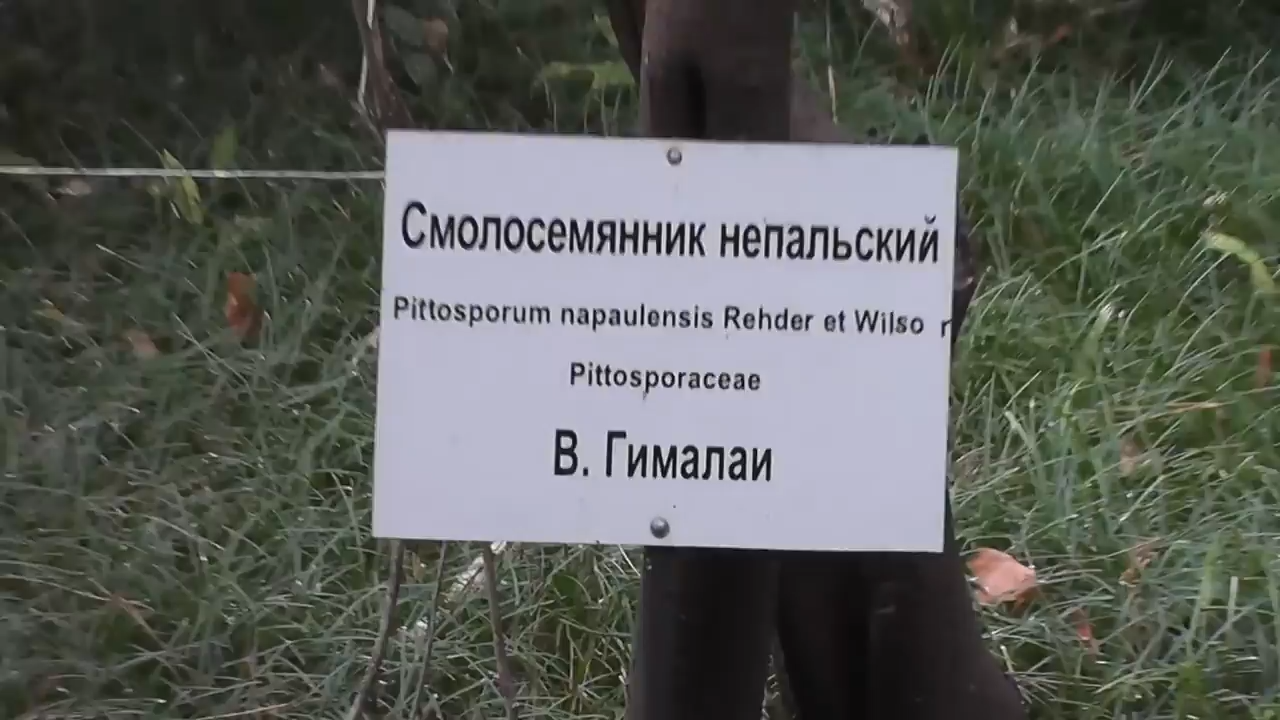 Смолосемянник непальский
Pittosporum napaulensis Rehder et Wilso n
Pittosporaceae
В. Гималаи